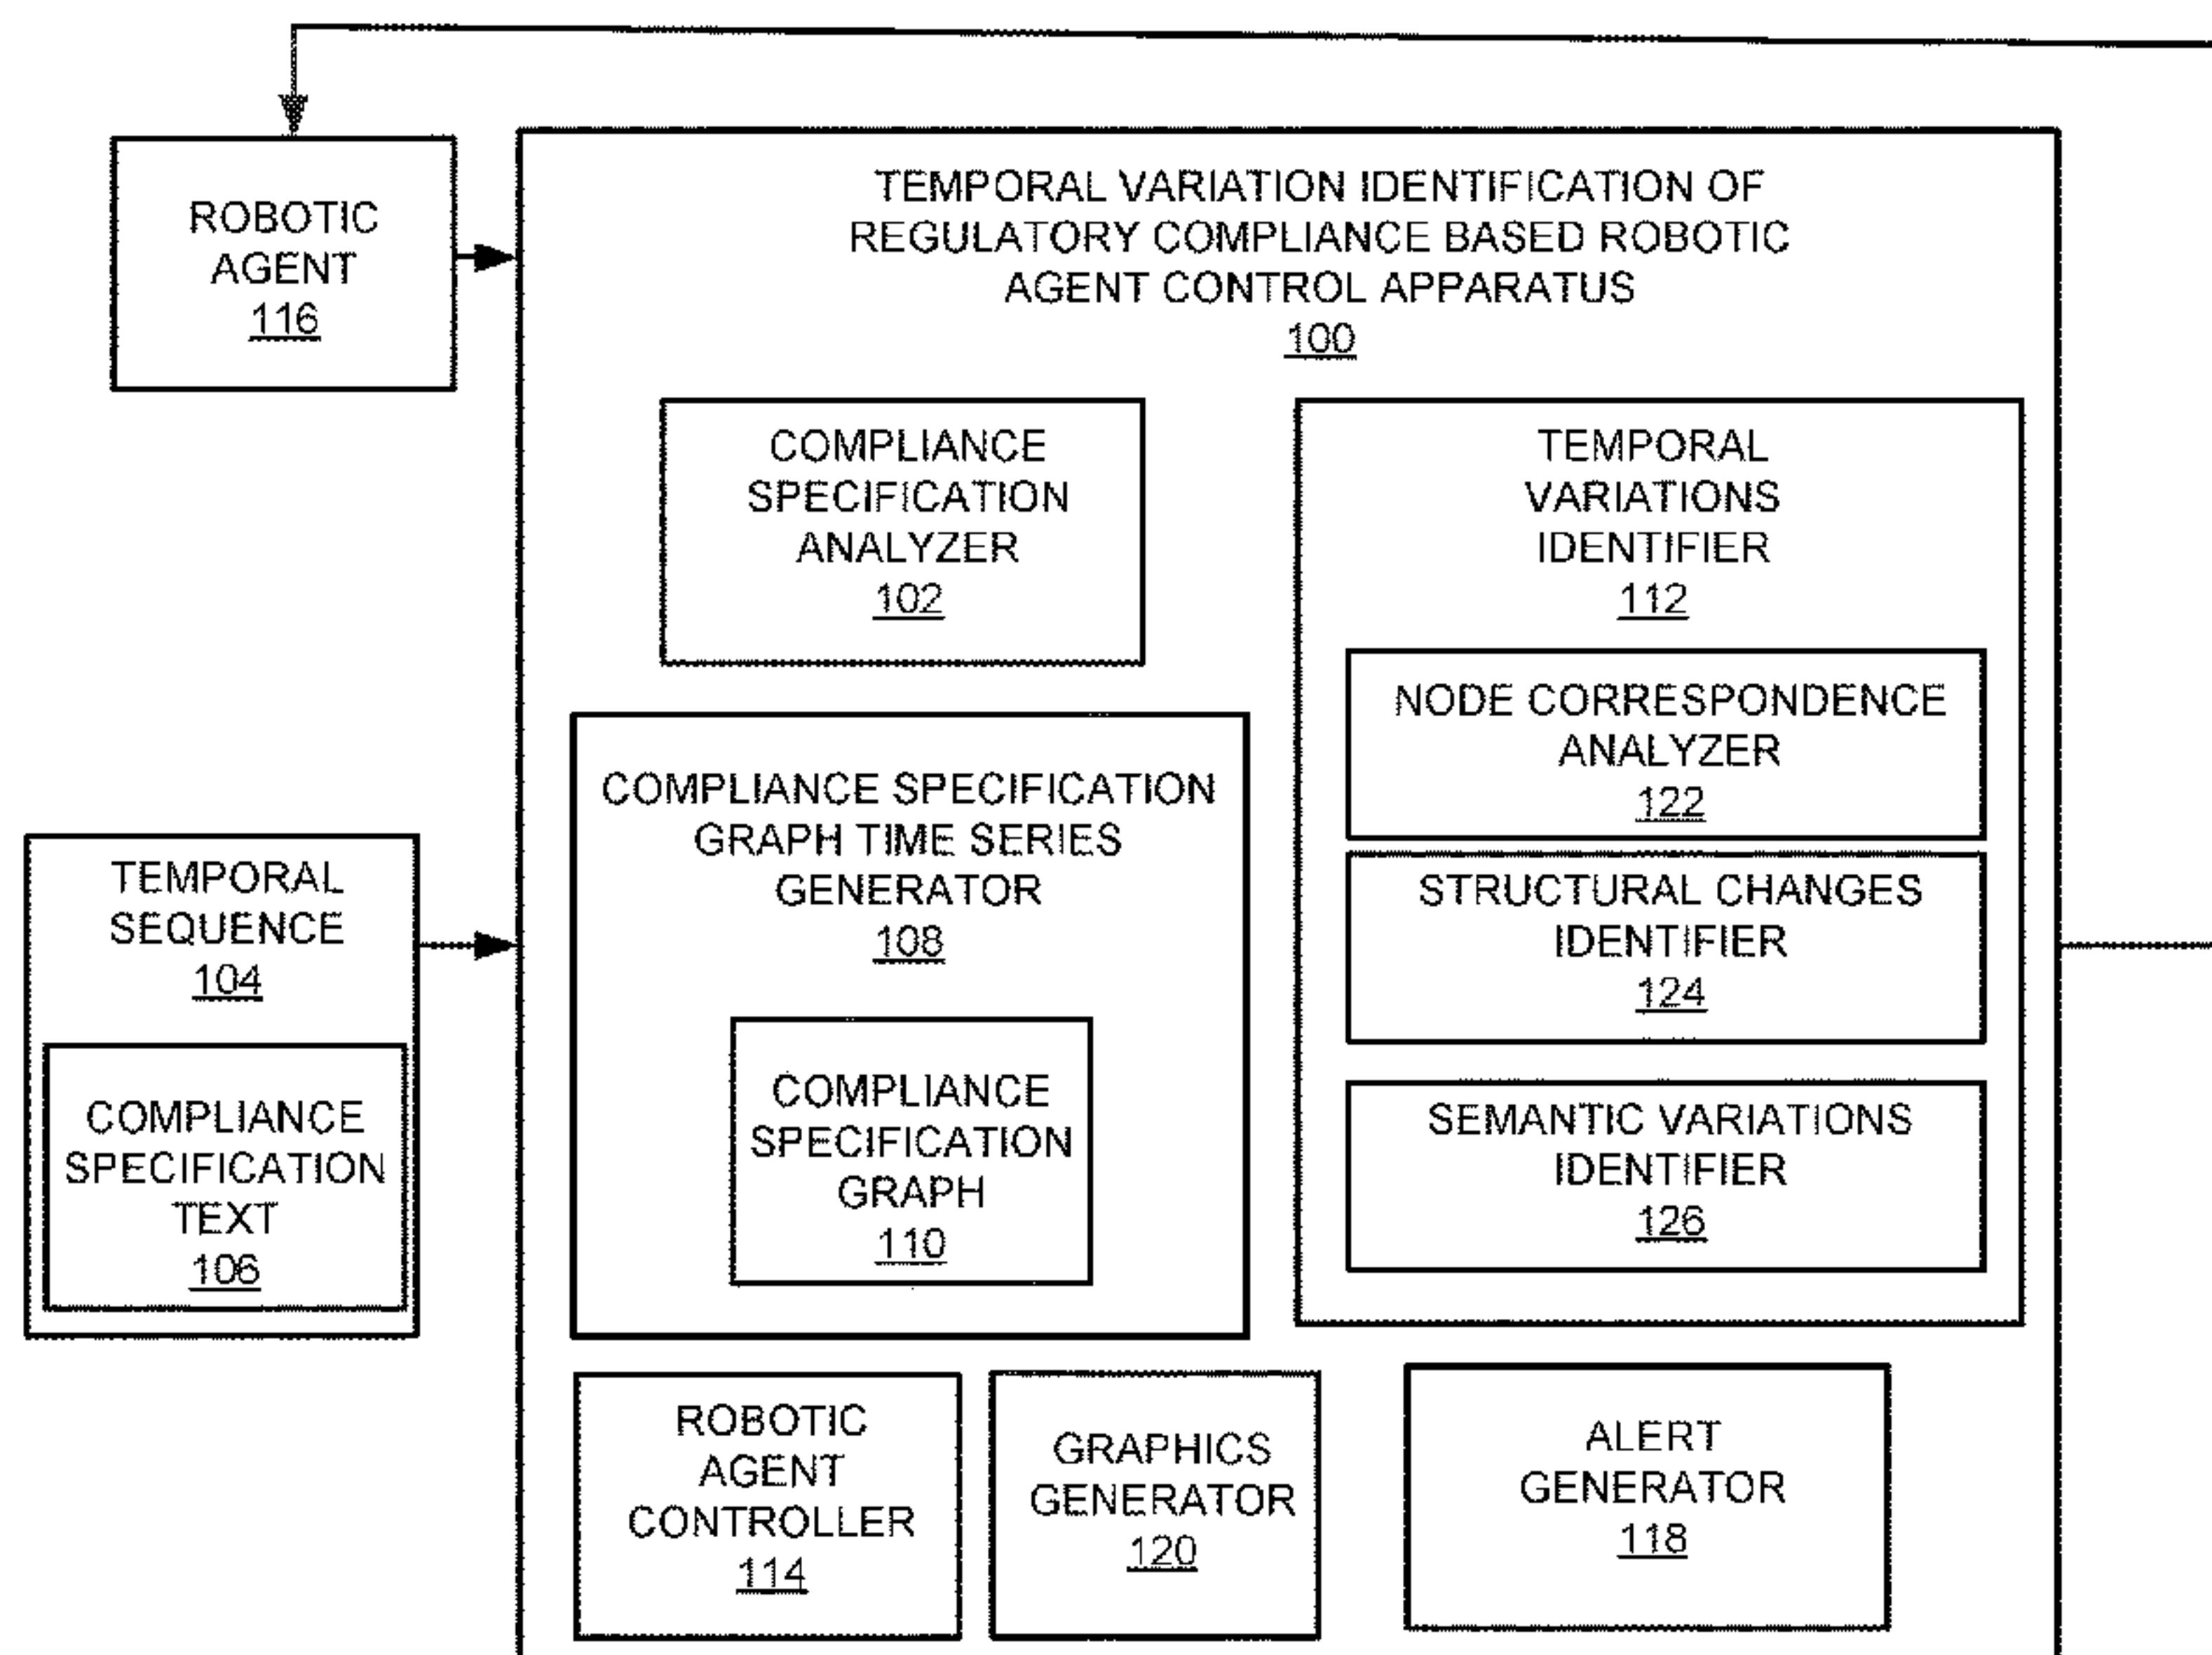 ROBOTIC
AGENT
116
TEMPORAL VARIATION IDENTIFICATION OF
REGULATORY COMPLIANCE BASED ROBOTIC
AGENT CONTROL APPARATUS
100
COMPLIANCE
SPECIFICATION
ANALYZER
102
TEMPORAL
VARIATIONS
IDENTIFIER
112
NODE CORRESPONDENCE
ANALYZER
122
STRUCTURAL CHANGES
IDENTIFIER
124
SEMANTIC VARIATIONS
IDENTIFIER
126
COMPLIANCE SPECIFICATION
GRAPH TIME SERIES
GENERATOR
108
COMPLIANCE
SPECIFICATION
GRAPH
110
TEMPORAL
SEQUENCE
104
COMPLIANCE
SPECIFICATION
TEXT
106
ROBOTIC
AGENT
CONTROLLER
114
GRAPHICS
GENERATOR
120
ALERT
GENERATOR
118